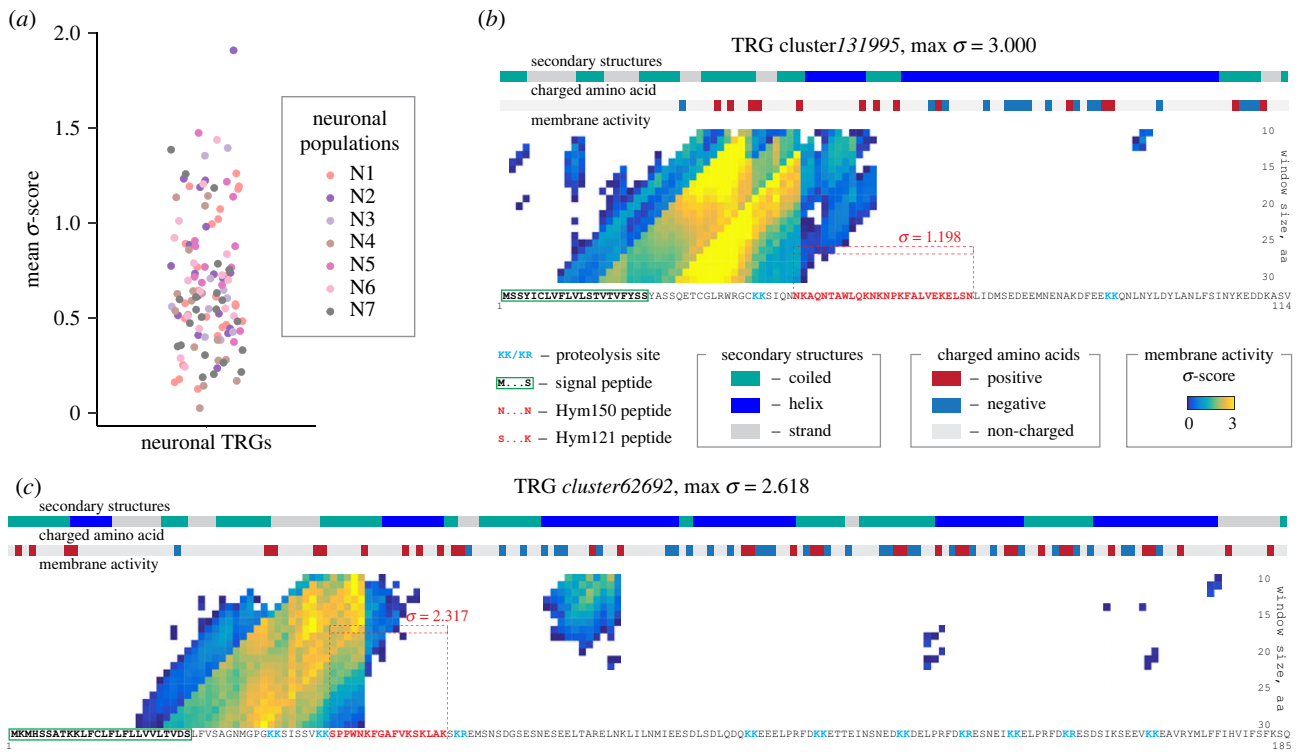 (a)
2.0
1.5
1.0
0.5
0
mean σ-score
neuronal TRGs
neuronal
populations
N1
N2
N3
N4
N5
N6
N7
(b)
TRG cluster131995, max σ = 3.000
secondary structures
charged amino acid
membrane activity
10
15
20
25
30
window size, aa
σ = 1.198
MSSYICLVFLVLSTVTVFYSSYASSQETCGLRWRGCKKSIQNNKAQNTAWLQKNKNPKFALVEKELSNLIDMSEDEEMNENAKDFEEKKQNLNYLDYLANLFSINYKEDDKASV
1
114
KK/KR – proteolysis site
M...S – signal peptide
N...N – Hym150 peptide
S...K – Hym121 peptide
secondary structures
– coiled
– helix
– strand
charged amino acids
– positive
– negative
– non-charged
membrane activity
σ-score
0 3
(c)
TRG cluster62692, max σ = 2.618
secondary structures
charged amino acid
membrane activity
10
15
20
25
30
window size, aa
σ = 2.317
MKMHSSATKKLFCLFLFLLVVLTVDSLFVSAGNMGPGKKSISSVKKSPPWNKFGAFVKSKLAKSKREMSNSDGSESNESEELTARELNKLILNMIEESDLSDLQDQKKEEELPRFDKKETTEINSNEDKKDELPRFDKRESNEIKKELPRFDKRESDSIKSEEVKKEAVRYMLFFIHVIFSFKSQ
1
185